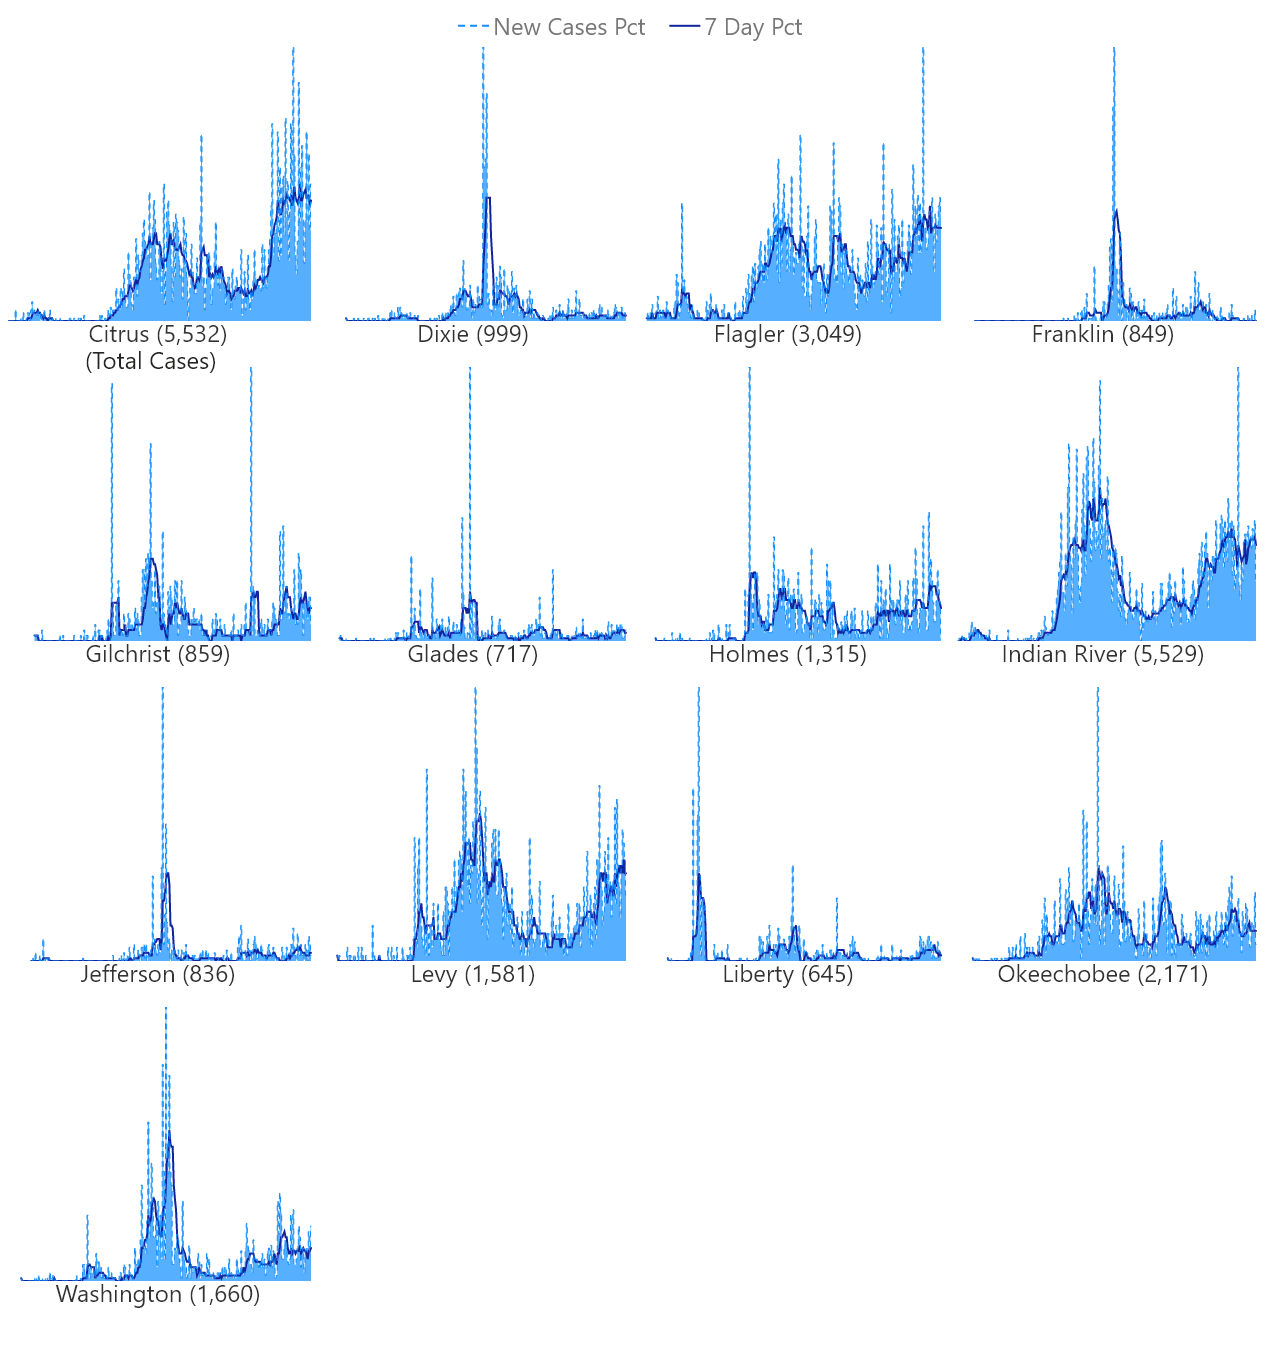 New Cases Pct 7 Day Pct
Citrus (5,532)
(Total Cases)
Dixie (999)
Flagler (3,049)
Franklin (849)
Gilchrist (859)
Glades (717)
Holmes (1,315)
Indian River (5,529)
Jefferson (836)
Levy (1,581)
Liberty (645)
Okeechobee (2,171)
Washington (1,660)